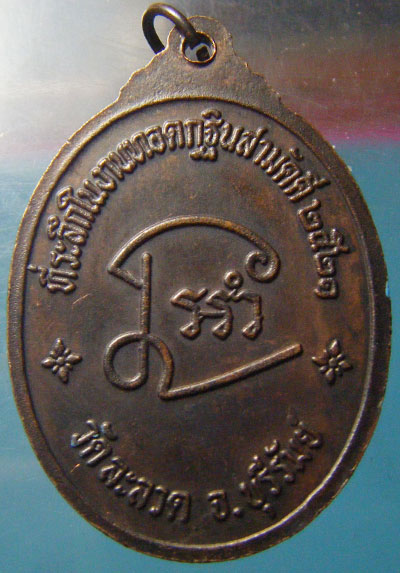 ที่ระลึกในงานทอดกฐินสามัคคี ๒๕๒๑
วัดละลวด จ.บุรีรัมย์